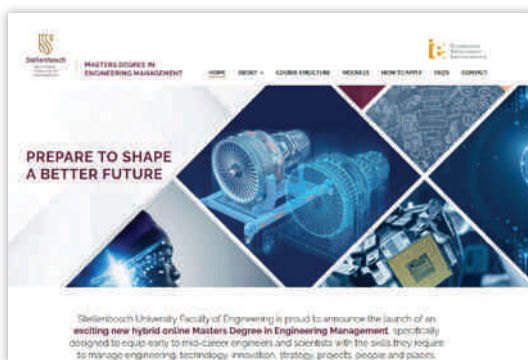 Stellenbosch
MASTERS DEGREE IN
ENGINEERING MANAGEMENT
ie
HOME ABOUT COURSE STRUCTURE MODULES HOW TO APPLY FAQS CONTACT
PREPARE TO SHAPE
A BETTER FUTURE
Stellenbosch University Faculty of Engineering is proud to announce the launch of an
exciting new hybrid online Masters Degree in Engineering Management, specifically
designed to equip early to mid-career engineers and scientists with the skills they require
to manage engineering, technology, innovation, strategy, projects, people and places